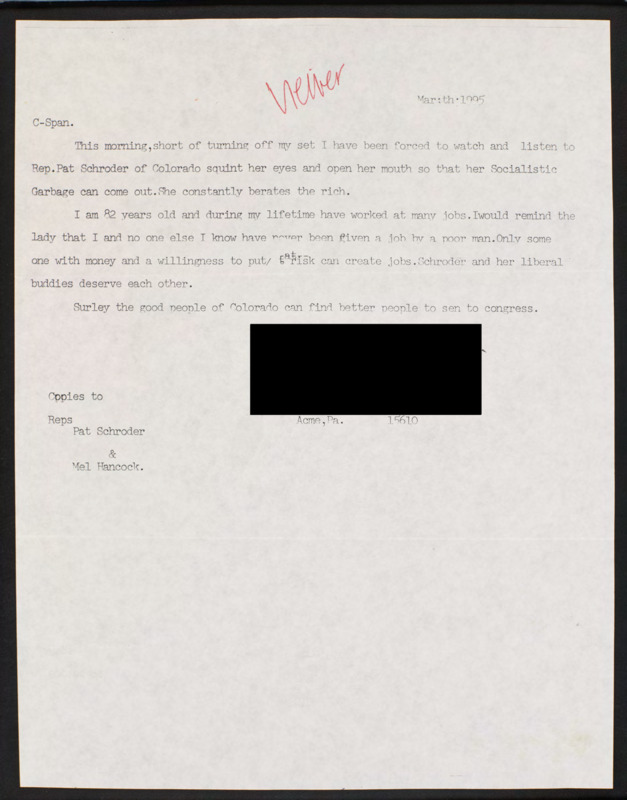 Viewer
Mar:th·1995
C-Span.
This morning,short of turning off my set I have been forced to watch and listen to
Rep.Pat Schroder of Colorado squint her eyes and open her mouth so that her Socialistic
Garbage can come out.She constantly berates the rich.
I am 82 years old and during my lifetime have worked at many jobs.Iwould remind the
lady that I and no one else I know have never been given a job by a poor man.Only some
one with money and a willingness to put/ risk can create jobs.Schroder and her liberal
buddies deserve each other.
Surley the good people of Colorado can find better people to sen to congress.
Copies to
Reps
Acme,Pa. 15610
Pat Schroder
&
Mel Hancock.